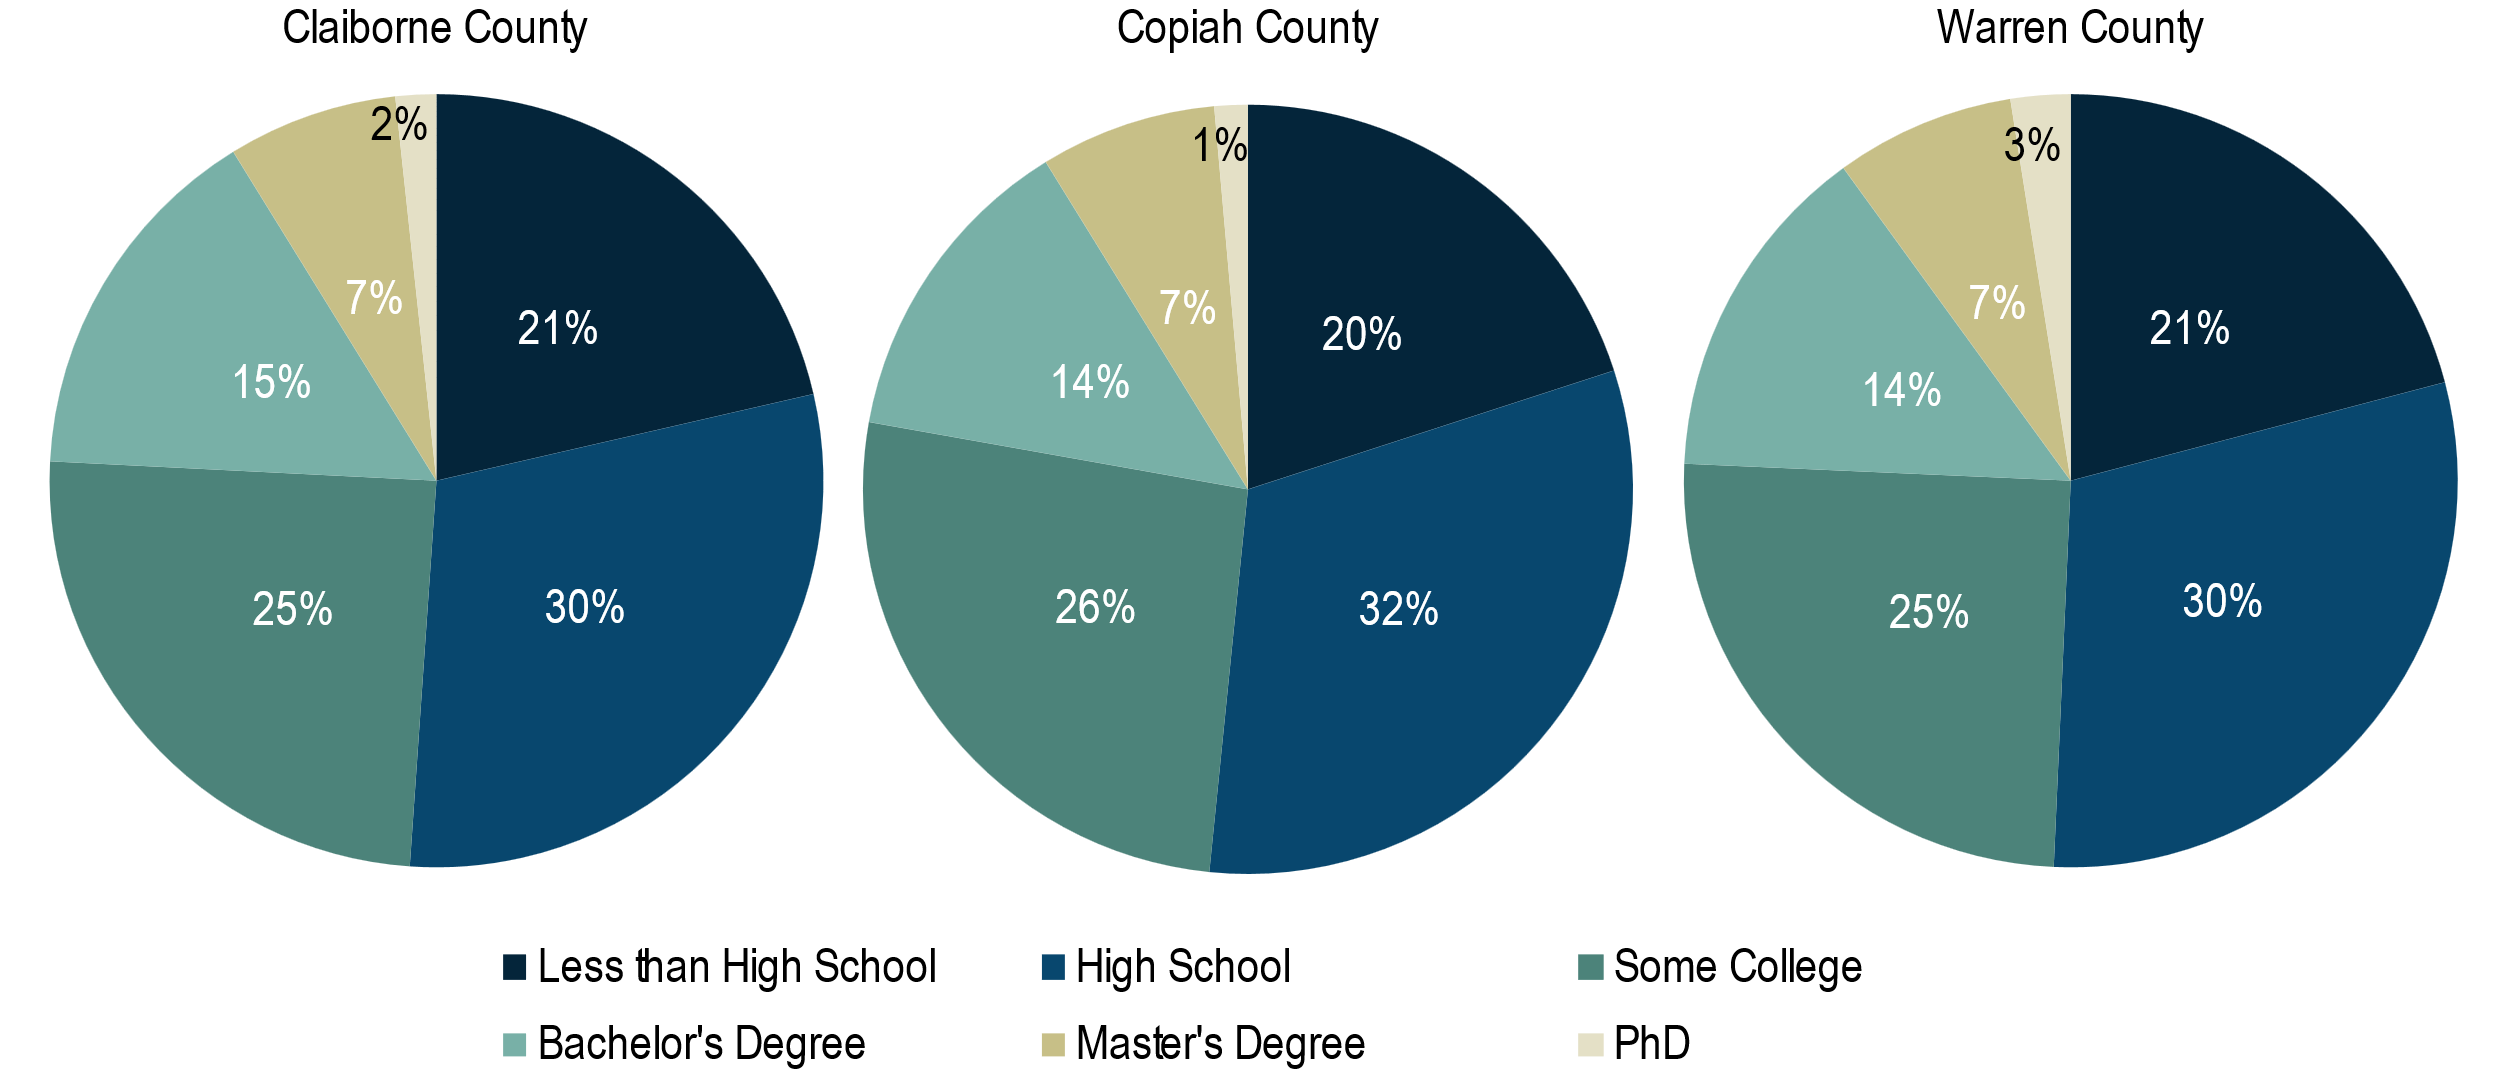 Claiborne County
2%
21%
7%
15%
30%
25%
Copiah County
1%
20%
7%
14%
32%
26%
Warren County
3%
21%
7%
14%
30%
25%
Less than High School
High School
Some College
Bachelor's Degree
Master's Degree
PhD